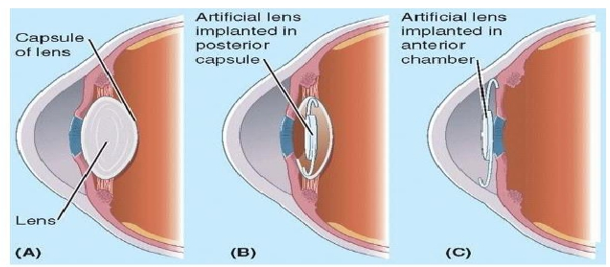 Capsule
of lens
Lens
(A)
Artificial lens
implanted in
posterior
capsule
(B)
Artificial lens
implanted in
anterior
chamber
(C)